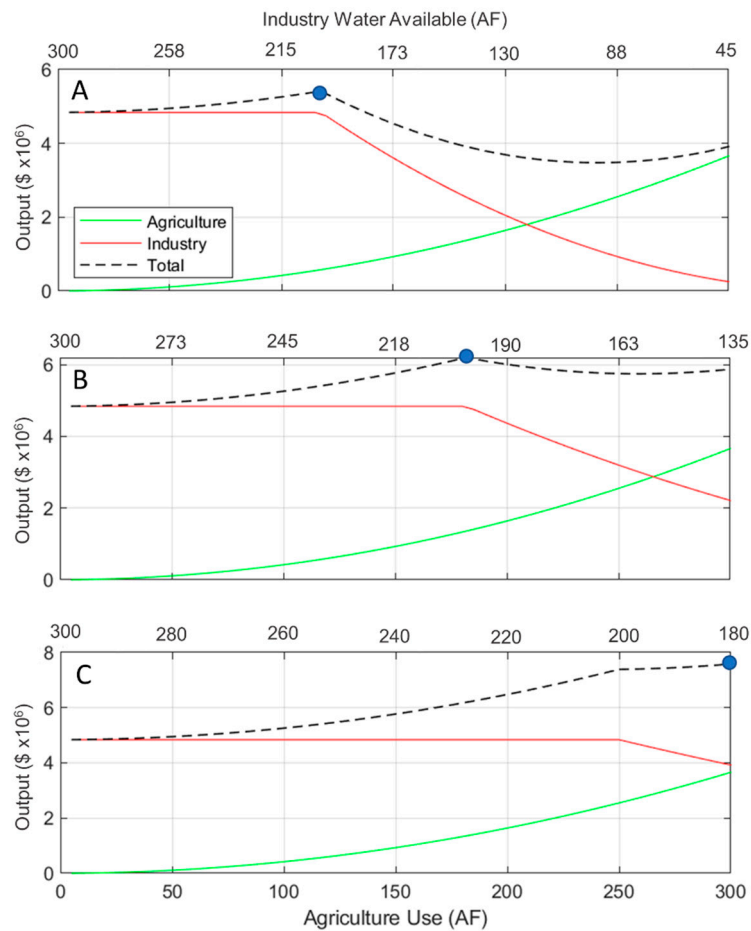 Industry Water Available (AF)
300 258 215 173 130 88 45
A
6
4
2
0
Output ($ x10⁶)
Agriculture
Industry
Total
300 273 245 218 190 163 135
B
6
4
2
0
Output ($ x10⁶)
300 280 260 240 220 200 180
C
8
6
4
2
0
Output ($ x10⁶)
0 50 100 150 200 250 300
Agriculture Use (AF)